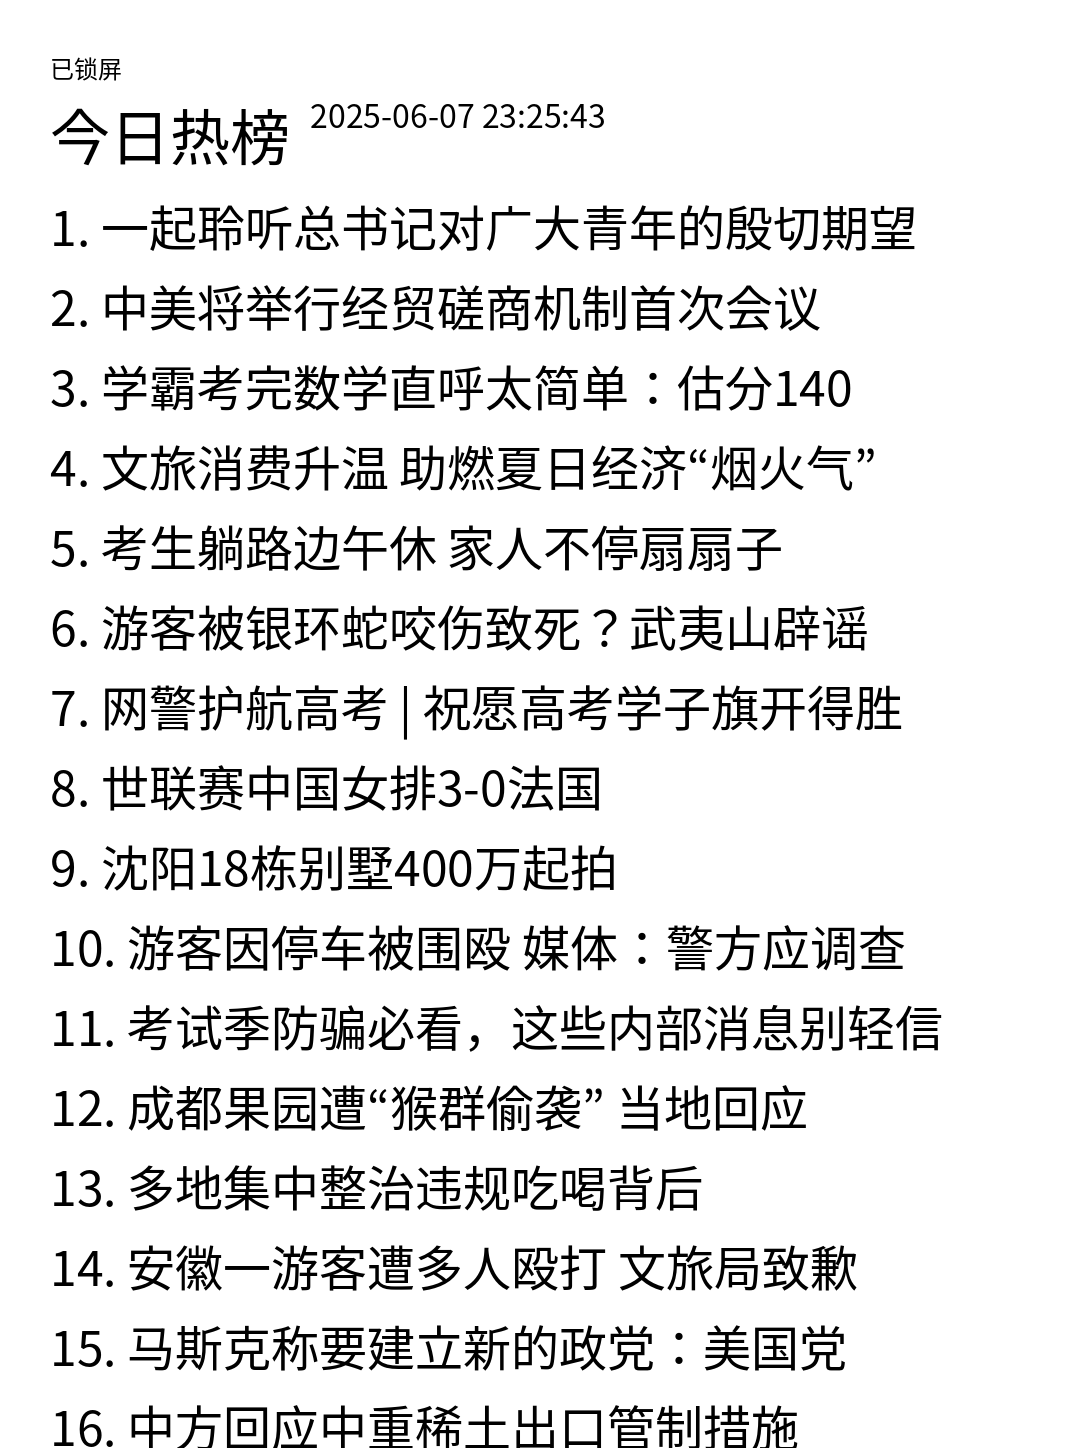 已锁屏
今日热榜 2025-06-07 23:25:43
1. 一起聆听总书记对广大青年的殷切期望
2. 中美将举行经贸磋商机制首次会议
3. 学霸考完数学直呼太简单：估分140
4. 文旅消费升温 助燃夏日经济“烟火气”
5. 考生躺路边午休 家人不停扇扇子
6. 游客被银环蛇咬伤致死？武夷山辟谣
7. 网警护航高考 | 祝愿高考学子旗开得胜
8. 世联赛中国女排3-0法国
9. 沈阳18栋别墅400万起拍
10. 游客因停车被围殴 媒体：警方应调查
11. 考试季防骗必看，这些内部消息别轻信
12. 成都果园遭“猴群偷袭” 当地回应
13. 多地集中整治违规吃喝背后
14. 安徽一游客遭多人殴打 文旅局致歉
15. 马斯克称要建立新的政党：美国党
16. 中方回应中重稀土出口管制措施